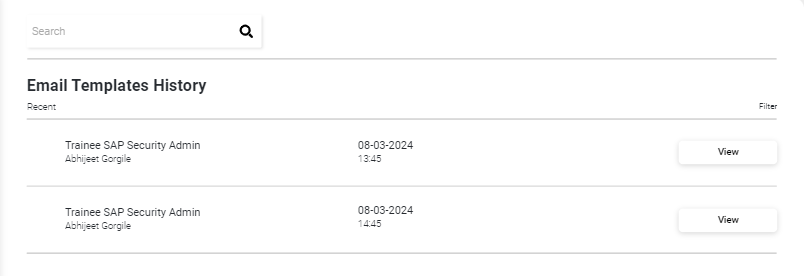 Search
Email Templates History
Recent
Filter
Trainee SAP Security Admin
08-03-2024
Abhijeet Gorgile
13:45
View
Trainee SAP Security Admin
08-03-2024
Abhijeet Gorgile
14:45
View